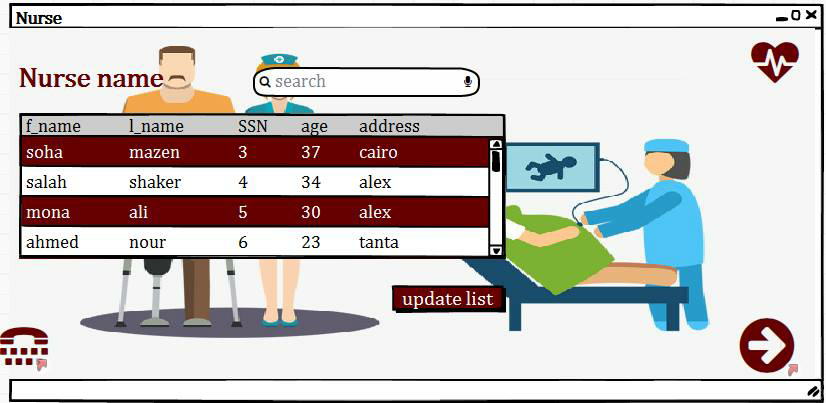 Nurse
Nurse name
search
f_name l_name SSN age address
soha mazen 3 37 cairo
salah shaker 4 34 alex
mona ali 5 30 alex
ahmed nour 6 23 tanta
update list